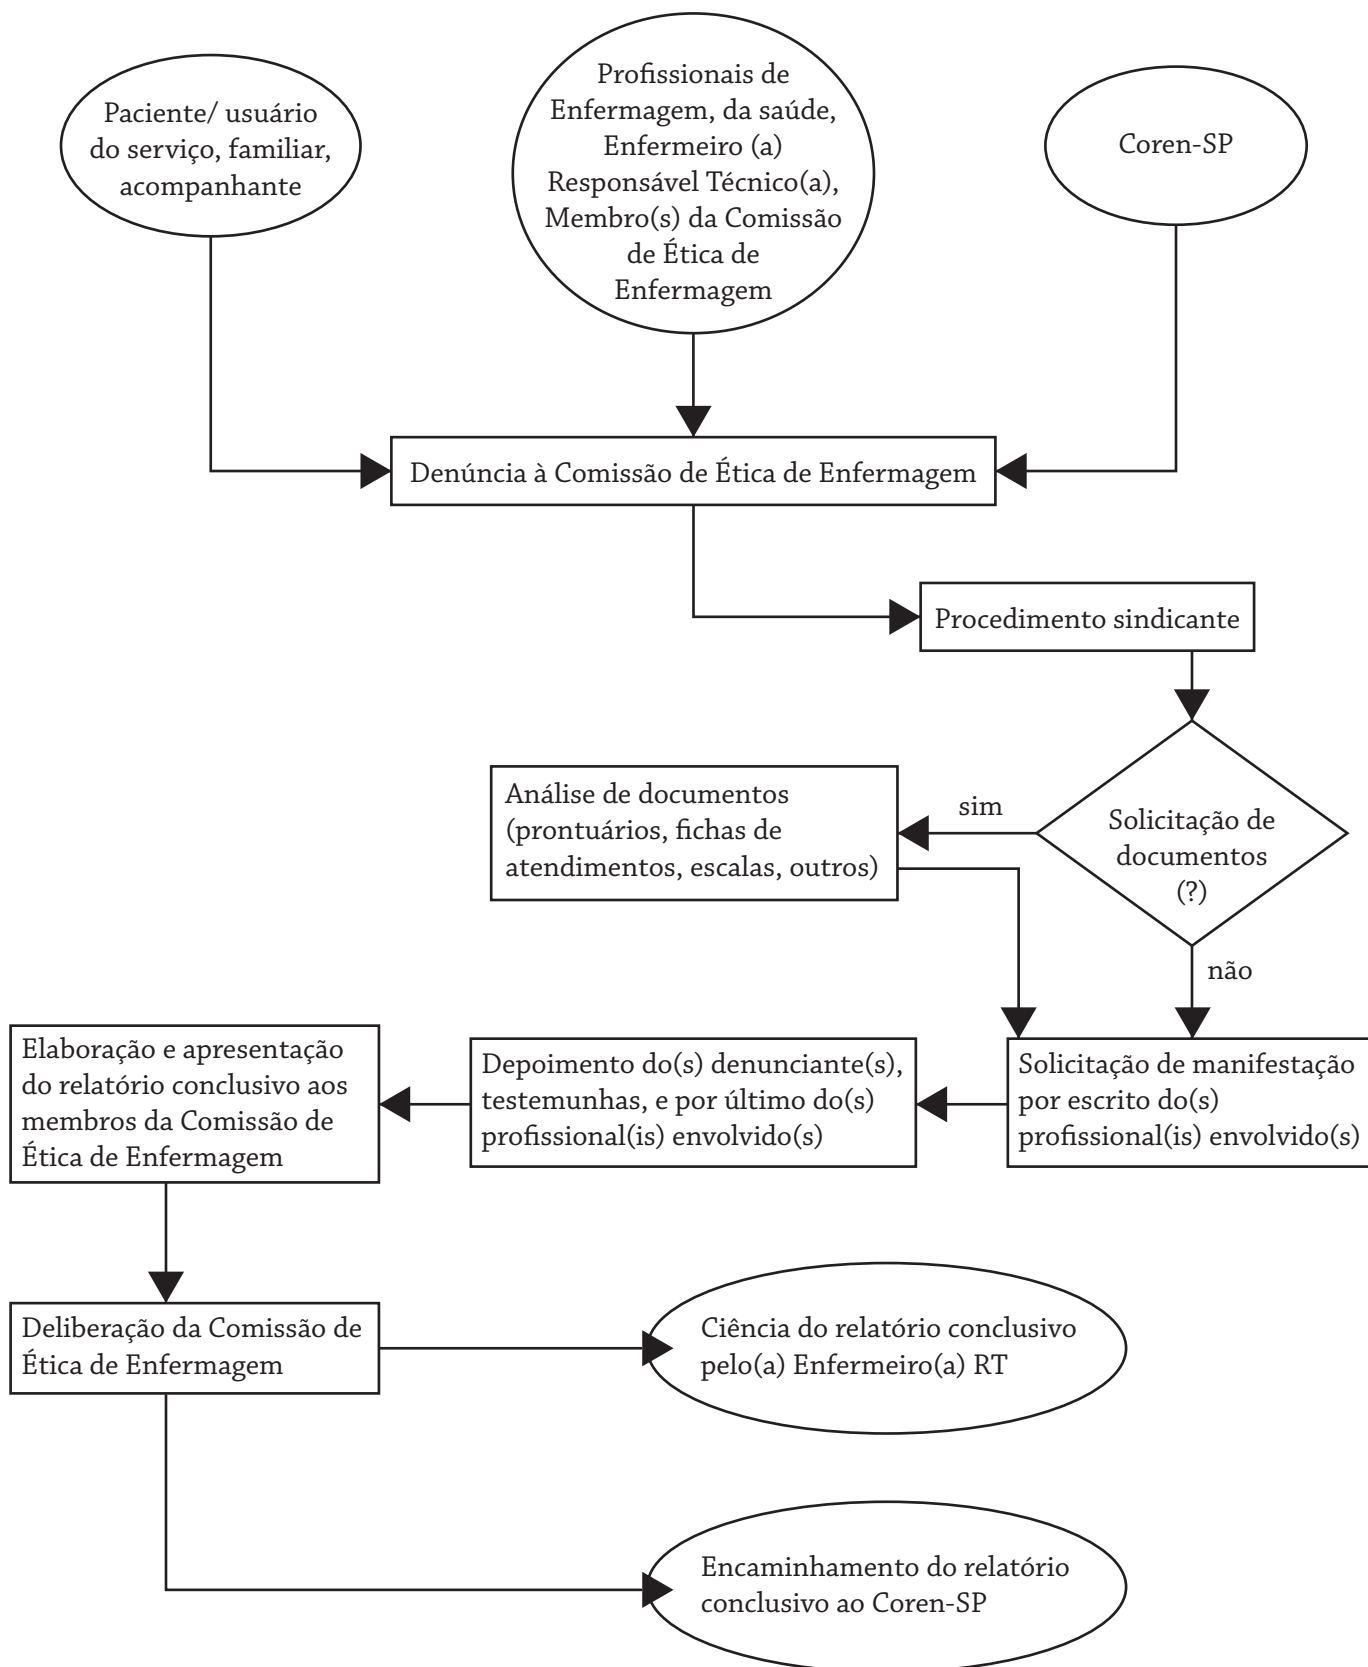 Paciente/ usuário
do serviço, familiar,
acompanhante
Profissionais de
Enfermagem, da saúde,
Enfermeiro (a)
Responsável Técnico(a),
Membro(s) da Comissão
de Ética de
Enfermagem
Coren-SP
Denúncia à Comissão de Ética de Enfermagem
Procedimento sindicante
Solicitação de
documentos
(?)
sim
Análise de documentos
(prontuários, fichas de
atendimentos, escalas, outros)
não
Solicitação de manifestação
por escrito do(s)
profissional(is) envolvido(s)
Depoimento do(s) denunciante(s),
testemunhas, e por último do(s)
profissional(is) envolvido(s)
Elaboração e apresentação
do relatório conclusivo aos
membros da Comissão de
Ética de Enfermagem
Deliberação da Comissão de
Ética de Enfermagem
Ciência do relatório conclusivo
pelo(a) Enfermeiro(a) RT
Encaminhamento do relatório
conclusivo ao Coren-SP